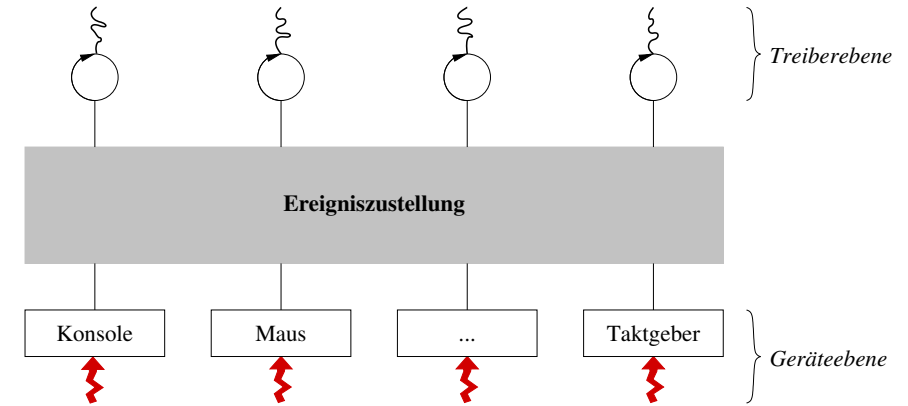 Treiberebene
Ereigniszustellung
Konsole
Maus
...
Taktgeber
Geräteebene